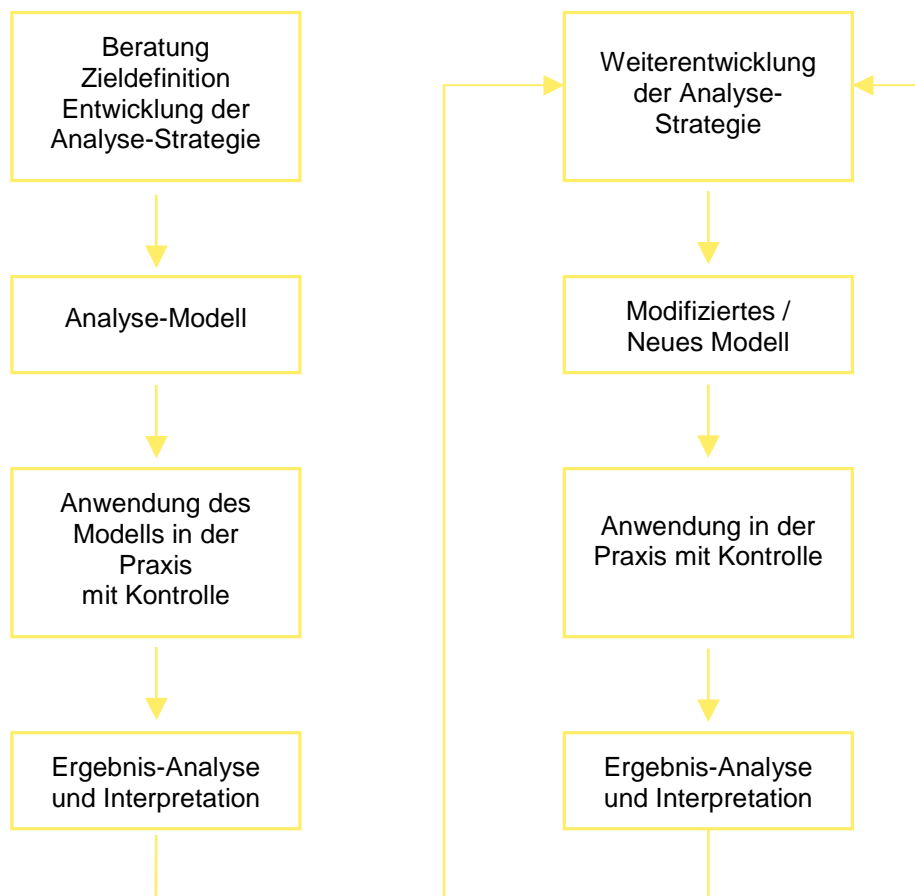 Beratung
Zieldefinition
Entwicklung der
Analyse-Strategie
Analyse-Modell
Anwendung des
Modells in der
Praxis
mit Kontrolle
Ergebnis-Analyse
und Interpretation
Weiterentwicklung
der Analyse-
Strategie
Modifiziertes /
Neues Modell
Anwendung in der
Praxis mit Kontrolle
Ergebnis-Analyse
und Interpretation